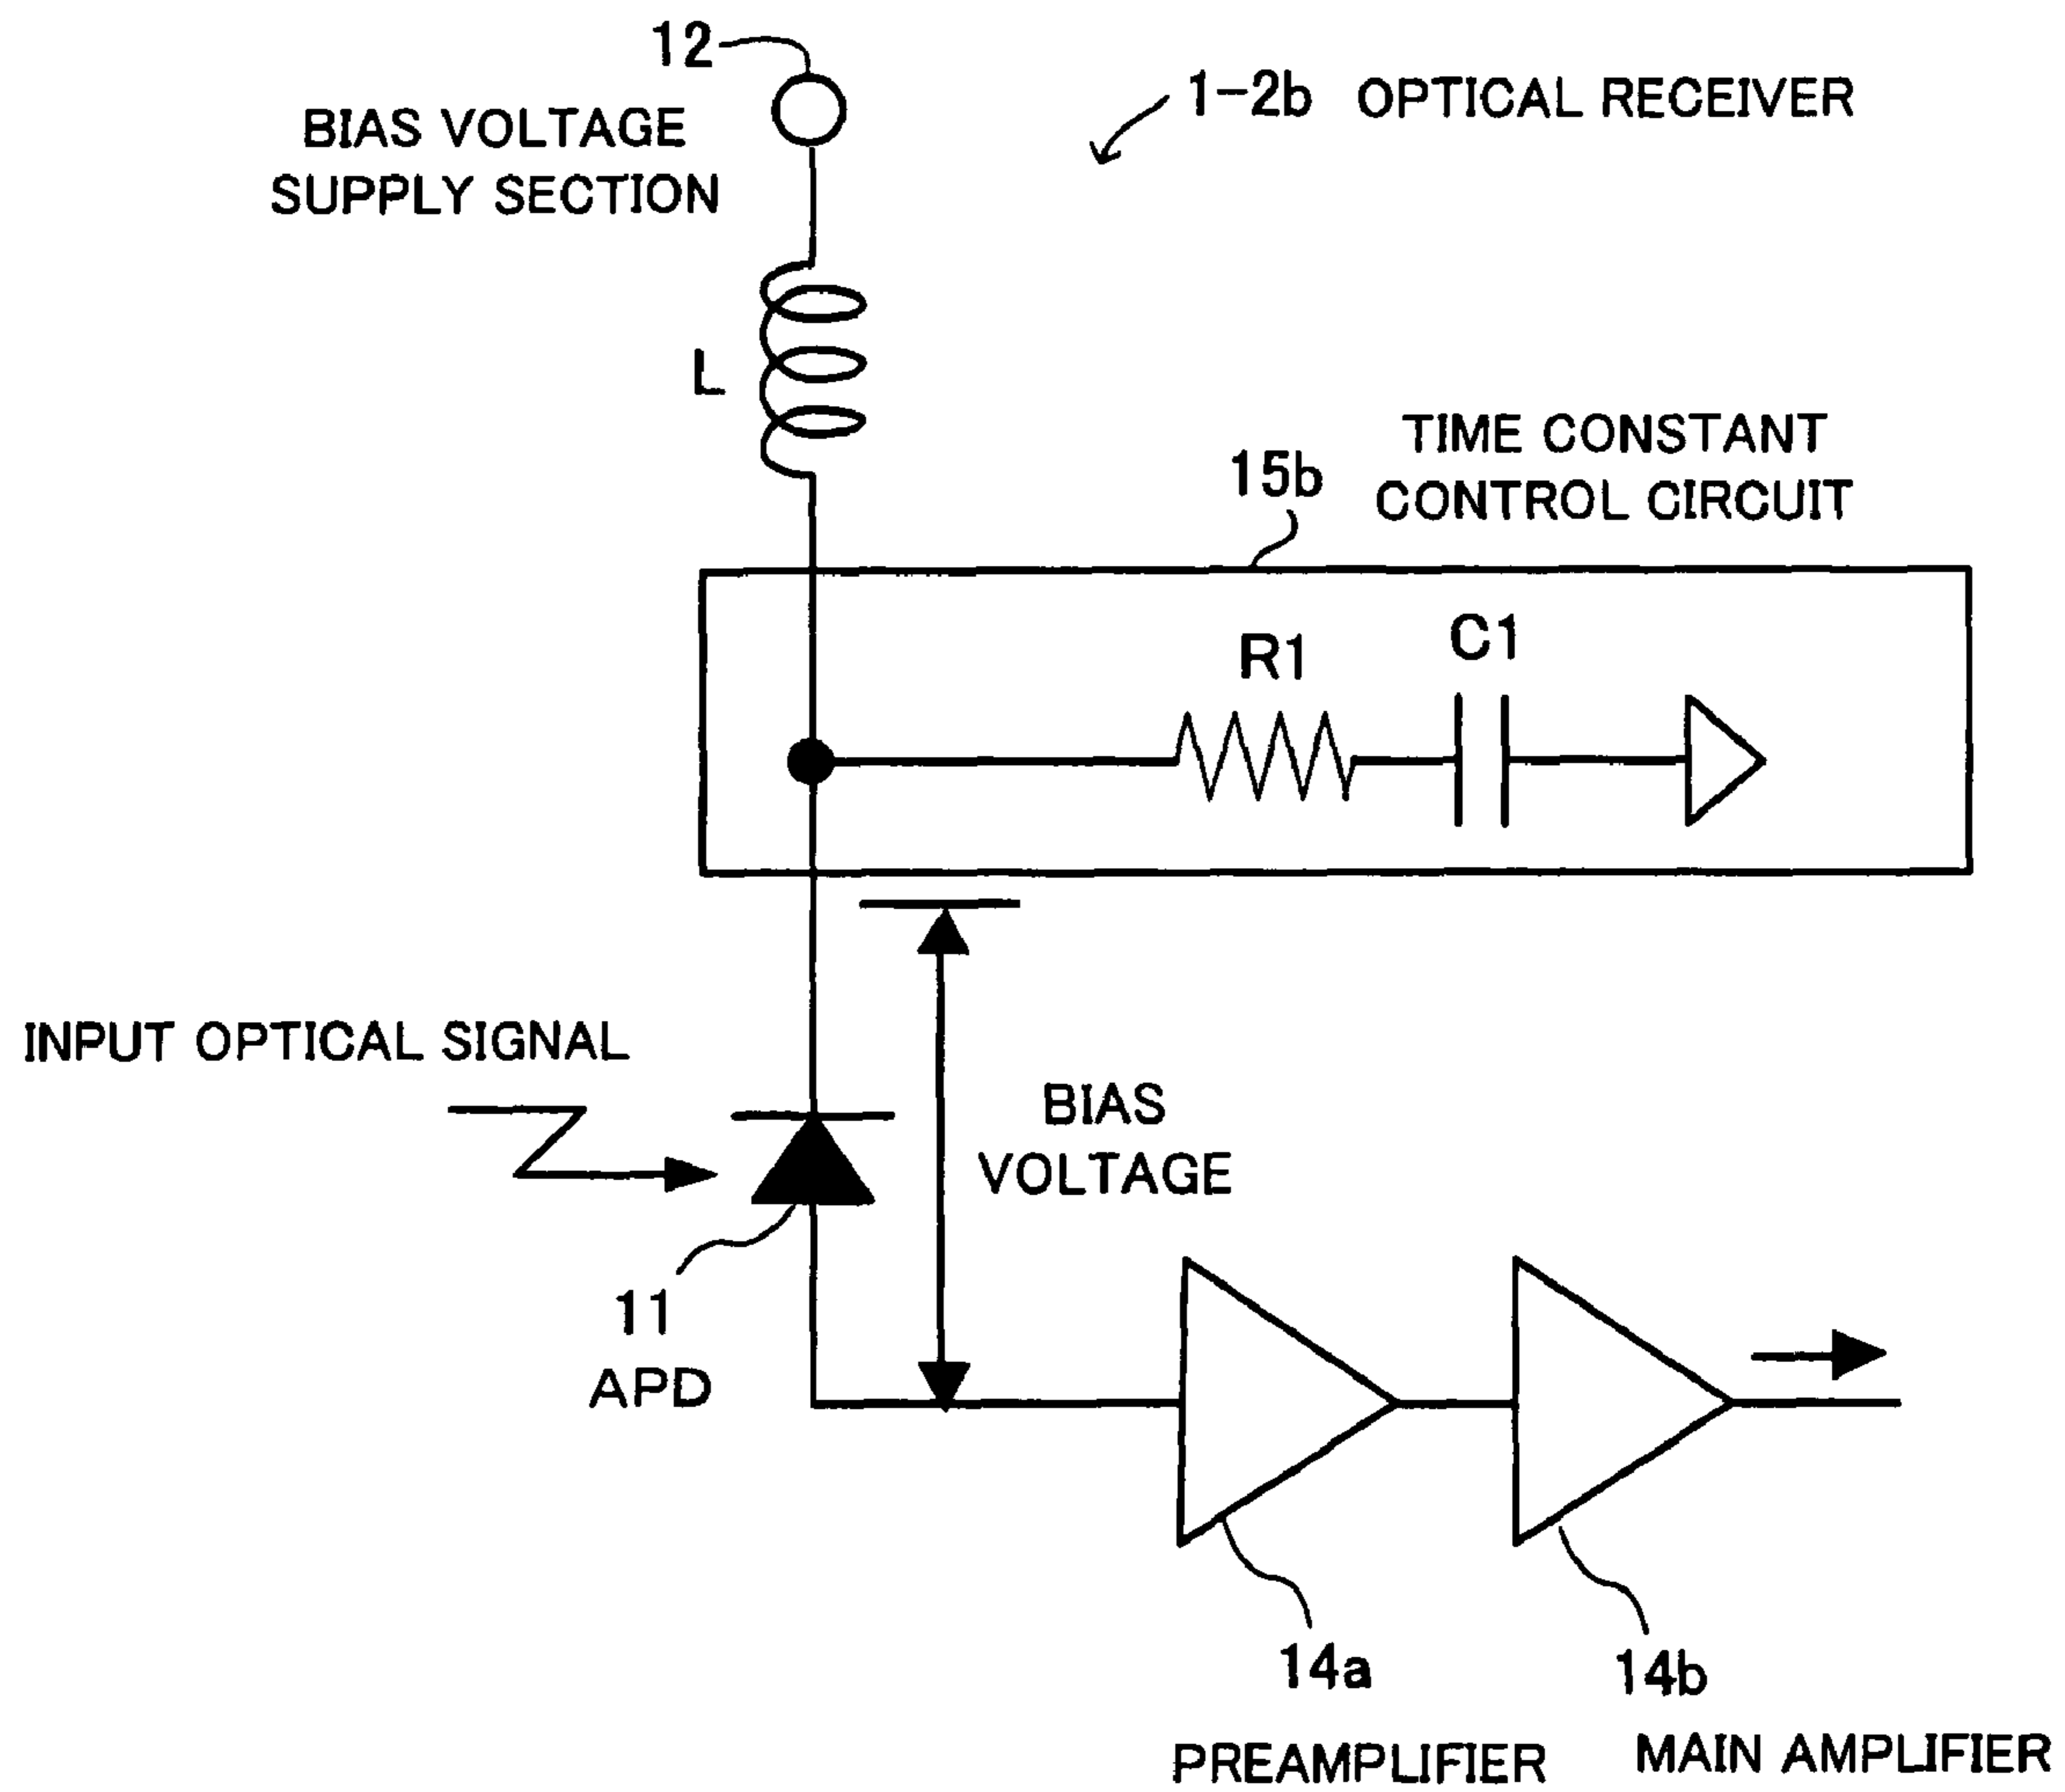 12
BIAS VOLTAGE
SUPPLY SECTION
1-2b OPTICAL RECEIVER
L
TIME CONSTANT
CONTROL CIRCUIT
15b
R1
C1
INPUT OPTICAL SIGNAL
BIAS
VOLTAGE
11
APD
14a
PREAMPLIFIER
14b
MAIN AMPLIFIER